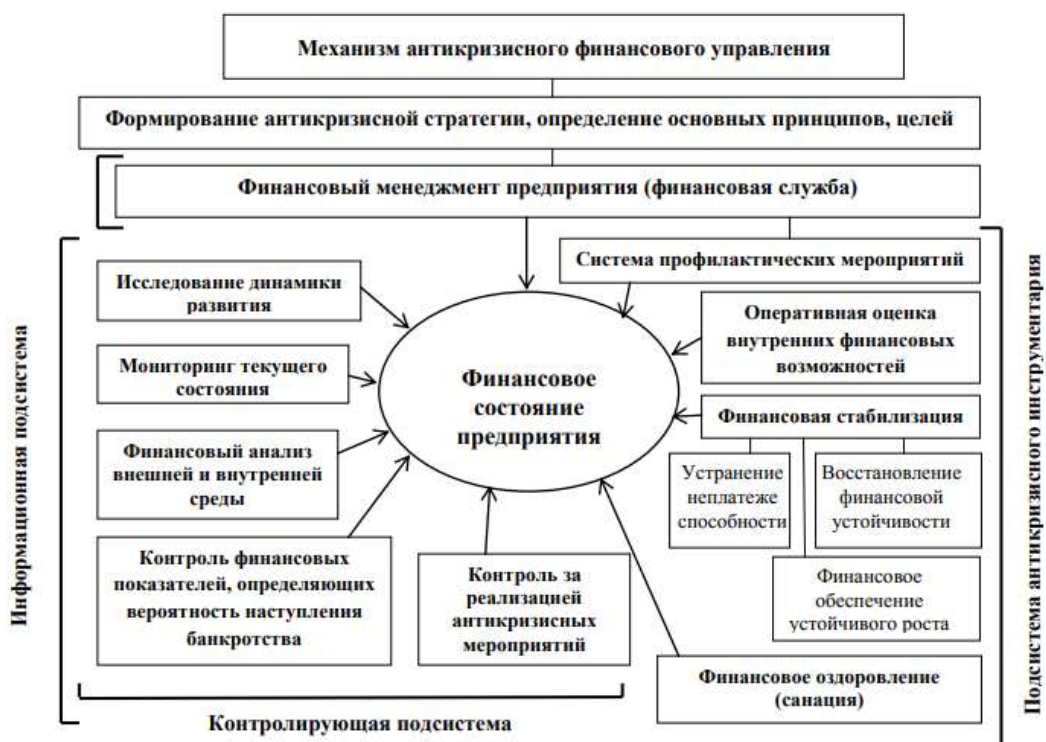 Механизм антикризисного финансового управления
Формирование антикризисной стратегии, определение основных принципов, целей
Финансовый менеджмент предприятия (финансовая служба)
Информационная подсистема
Исследование динамики
развития
Мониторинг текущего
состояния
Финансовый анализ
внешней и внутренней
среды
Контроль финансовых
показателей, определяющих
вероятность наступления
банкротства
Финансовое
состояние
предприятия
Контроль за
реализацией
антикризисных
мероприятий
Контролирующая подсистема
Система профилактических мероприятий
Оперативная оценка
внутренних финансовых
возможностей
Финансовая стабилизация
Устранение
неплатеже
способности
Восстановление
финансовой
устойчивости
Финансовое
обеспечение
устойчивого роста
Финансовое оздоровление
(санация)
Подсистема антикризисного инструментария